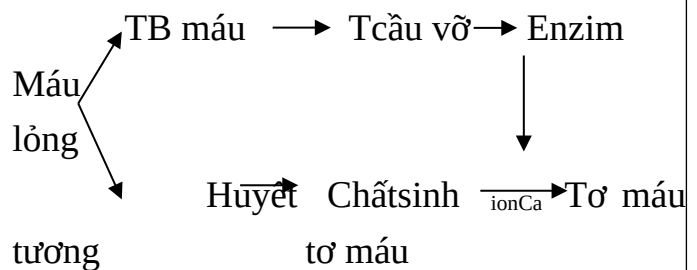 TB máu Tcầu vỡ Enzim
Máu
lỏng
Huyết Chấtsinh ionCa Tơ máu
tương tơ máu